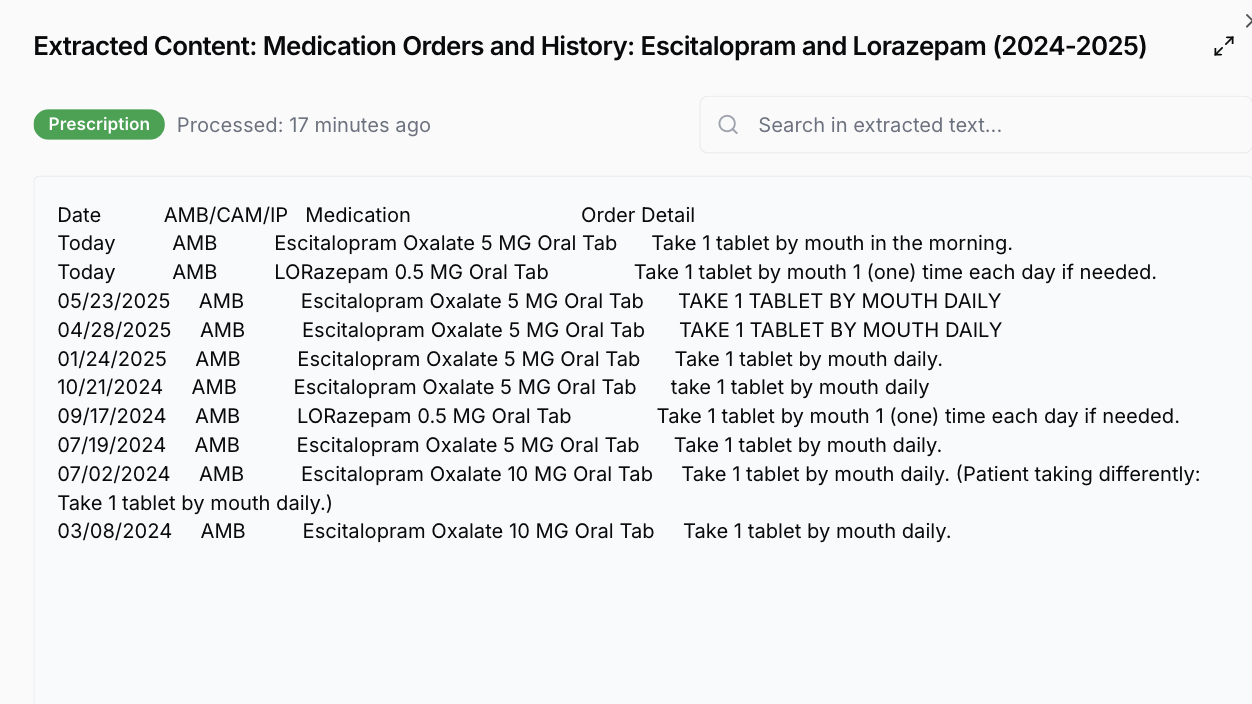 Extracted Content: Medication Orders and History: Escitalopram and Lorazepam (2024-2025)
Prescription Processed: 17 minutes ago Search in extracted text...
Date AMB/CAM/IP Medication Order Detail
Today AMB Escitalopram Oxalate 5 MG Oral Tab Take 1 tablet by mouth in the morning.
Today AMB LORazepam 0.5 MG Oral Tab Take 1 tablet by mouth 1 (one) time each day if needed.
05/23/2025 AMB Escitalopram Oxalate 5 MG Oral Tab TAKE 1 TABLET BY MOUTH DAILY
04/28/2025 AMB Escitalopram Oxalate 5 MG Oral Tab TAKE 1 TABLET BY MOUTH DAILY
01/24/2025 AMB Escitalopram Oxalate 5 MG Oral Tab Take 1 tablet by mouth daily.
10/21/2024 AMB Escitalopram Oxalate 5 MG Oral Tab take 1 tablet by mouth daily
09/17/2024 AMB LORazepam 0.5 MG Oral Tab Take 1 tablet by mouth 1 (one) time each day if needed.
07/19/2024 AMB Escitalopram Oxalate 5 MG Oral Tab Take 1 tablet by mouth daily.
07/02/2024 AMB Escitalopram Oxalate 10 MG Oral Tab Take 1 tablet by mouth daily. (Patient taking differently:
Take 1 tablet by mouth daily.)
03/08/2024 AMB Escitalopram Oxalate 10 MG Oral Tab Take 1 tablet by mouth daily.